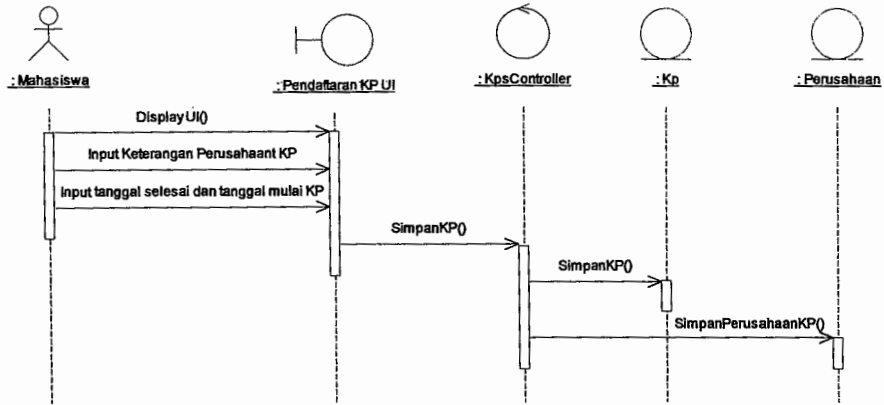 : Mahasiswa
: Pendaftaran KP UI
: KpsController
: Kp
: Perusahaan
DisplayUI()
Input Keterangan Perusahaant KP
Input tanggal selesai dan tanggal mulai KP
SimpanKP()
SimpanKP()
SimpanPerusahaanKP()